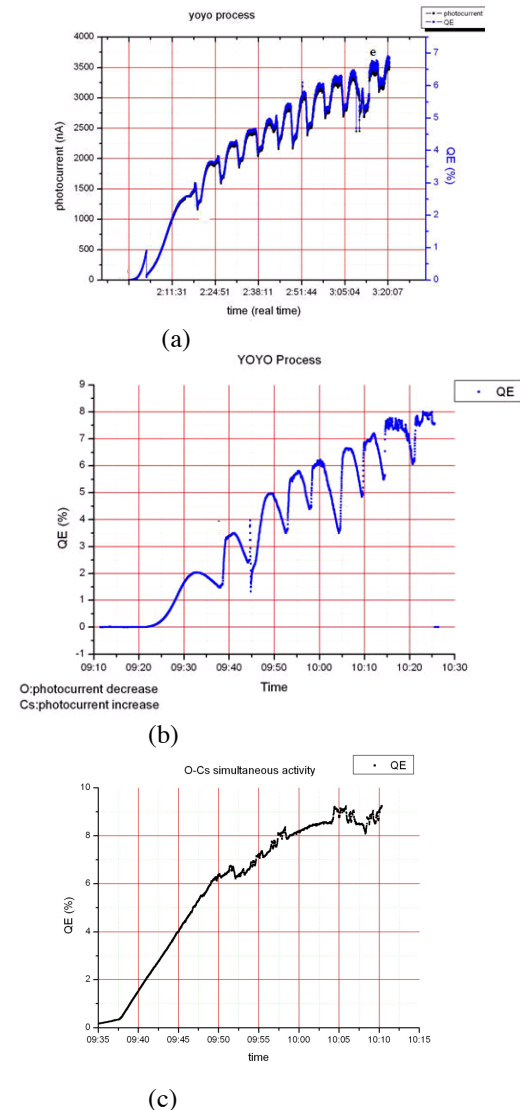 yoyo process
photocurrent
QE
e
4000
3500
3000
2500
2000
1500
1000
500
0
photocurrent (nA)
7
6
5
4
3
2
1
0
QE (%)
2:11:31 2:24:51 2:38:11 2:51:44 3:05:04 3:20:07
time (real time)
(a)
YOYO Process
QE
9
8
7
6
5
4
3
2
1
0
-1
QE (%)
09:10 09:20 09:30 09:40 09:50 10:00 10:10 10:20 10:30
Time
O:photocurrent decrease
Cs:photocurrent increase
(b)
O-Cs simultaneous activity
QE
10
8
6
4
2
0
QE (%)
09:35 09:40 09:45 09:50 09:55 10:00 10:05 10:10 10:15
time
(c)